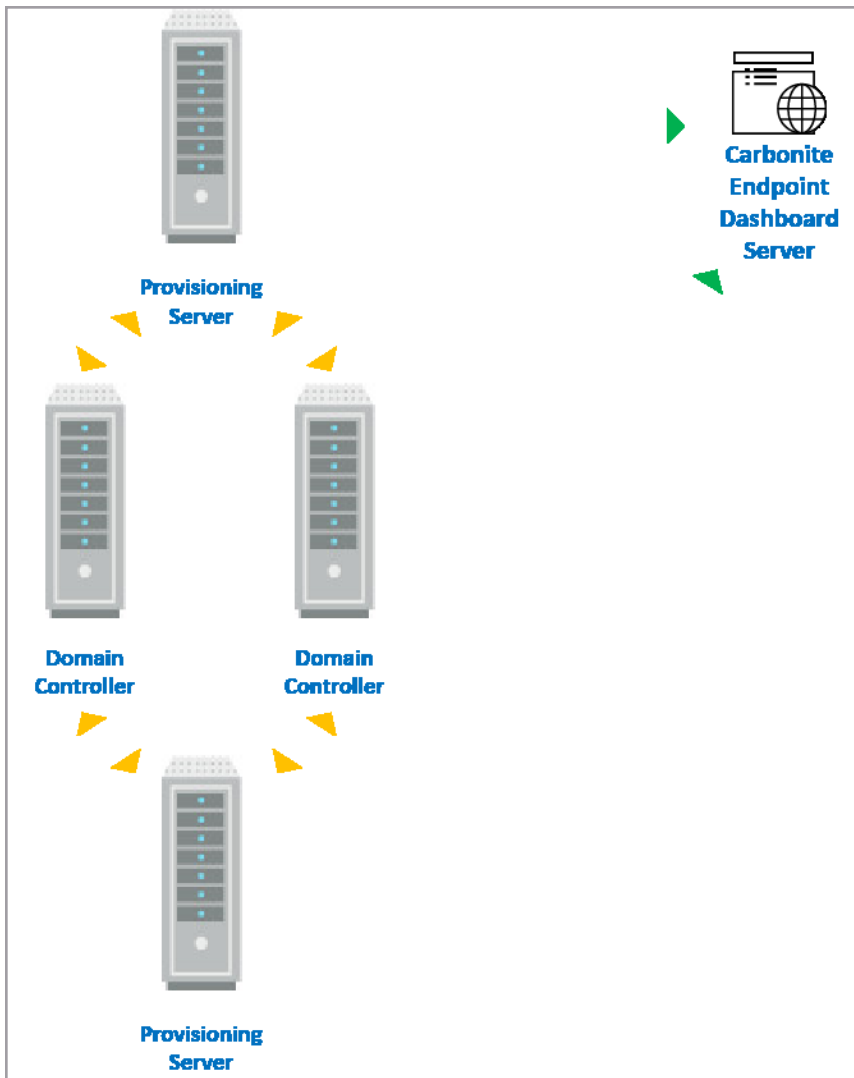 Carbonite
Endpoint
Dashboard
Server
Provisioning
Server
Domain
Controller
Domain
Controller
Provisioning
Server